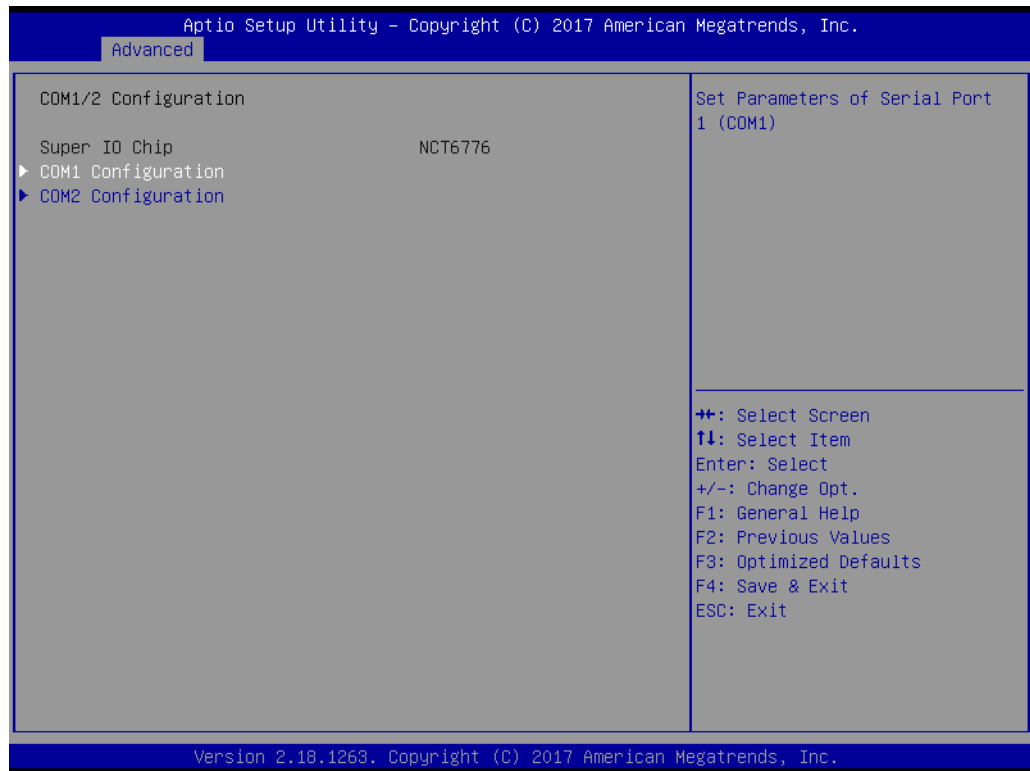 Aptio Setup Utility – Copyright (C) 2017 American Megatrends, Inc.
Advanced
COM1/2 Configuration
Super IO Chip NCT6776
► COM1 Configuration
► COM2 Configuration
Set Parameters of Serial Port
1 (COM1)
→←: Select Screen
↑↓: Select Item
Enter: Select
+/-: Change Opt.
F1: General Help
F2: Previous Values
F3: Optimized Defaults
F4: Save & Exit
ESC: Exit
Version 2.18.1263. Copyright (C) 2017 American Megatrends, Inc.